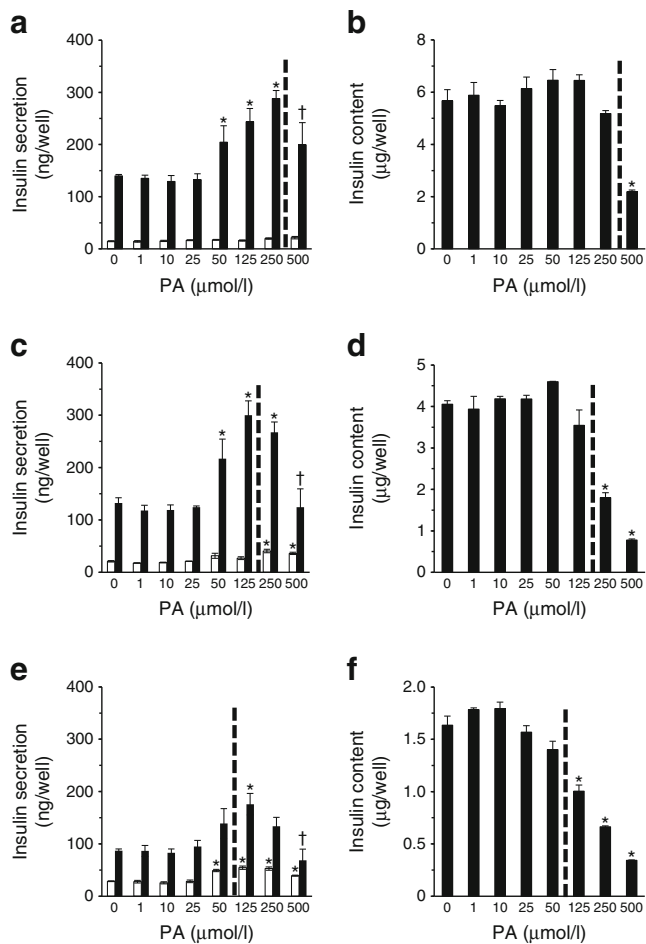 a
b
400
300
200
100
0
Insulin secretion
(ng/well)
* * * †
0 1 10 25 50 125 250 500
PA (μmol/l)
8
6
4
2
0
Insulin content
(μg/well)
*
0 1 10 25 50 125 250 500
PA (μmol/l)
c
d
400
300
200
100
0
Insulin secretion
(ng/well)
* * * * * †
0 1 10 25 50 125 250 500
PA (μmol/l)
5
4
3
2
1
0
Insulin content
(μg/well)
* *
0 1 10 25 50 125 250 500
PA (μmol/l)
e
f
400
300
200
100
0
Insulin secretion
(ng/well)
* * * * * †
0 1 10 25 50 125 250 500
PA (μmol/l)
2.0
1.5
1.0
0.5
0
Insulin content
(μg/well)
* * *
0 1 10 25 50 125 250 500
PA (μmol/l)